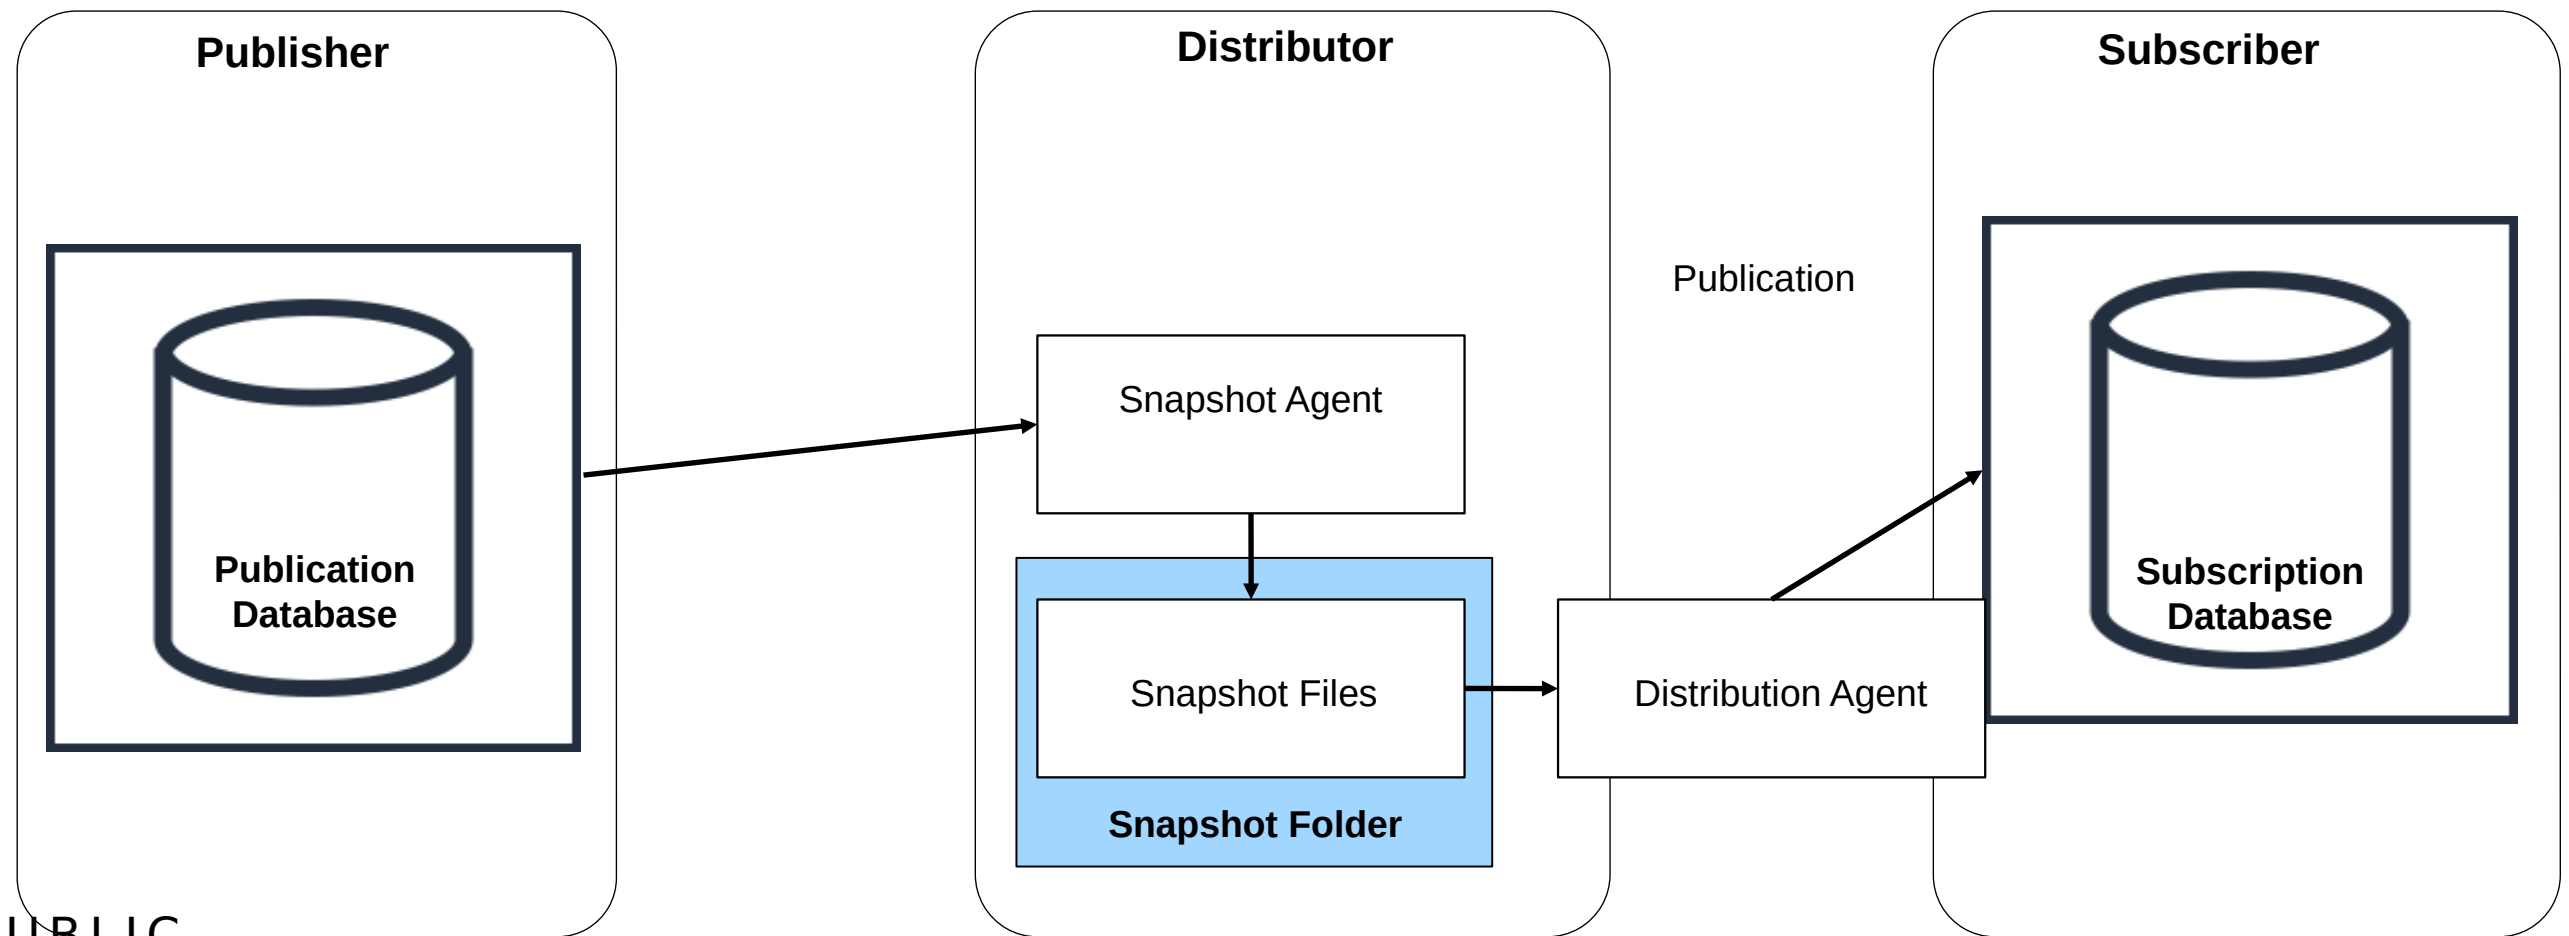 Publisher
Distributor
Subscriber
Publication
Snapshot Agent
Publication
Database
Subscription
Database
Snapshot Files
Distribution Agent
Snapshot Folder